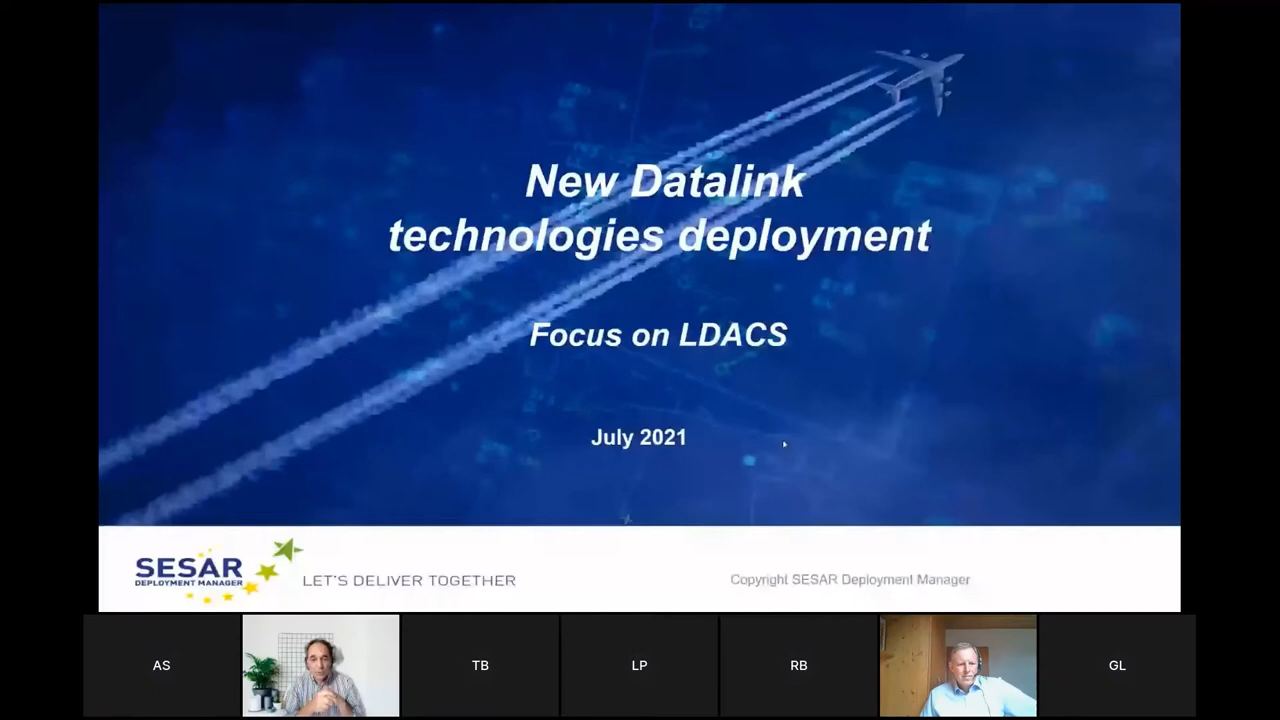 New Datalink
technologies deployment
Focus on LDACS
July 2021
SESAR
DEPLOYMENT MANAGER
LET'S DELIVER TOGETHER
Copyright SESAR Deployment Manager
AS
TB
LP
RB
GL